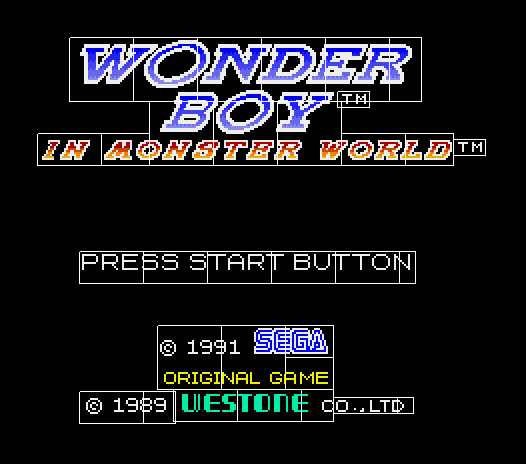 WONDER
BOY™
IN MONSTER WORLD™
PRESS START BUTTON
© 1991 SEGA
ORIGINAL GAME
© 1989 WESTONE CO.,LTD